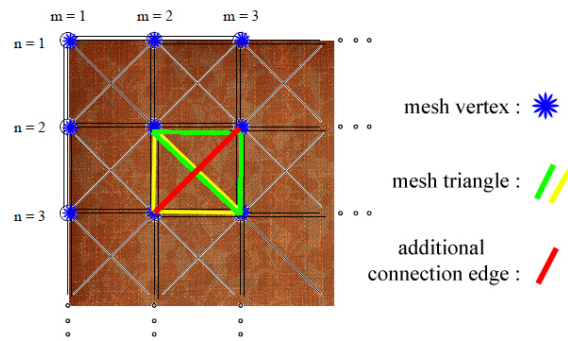 m = 1 m = 2 m = 3
n = 1
n = 2
n = 3
mesh vertex :
mesh triangle :
additional
connection edge :